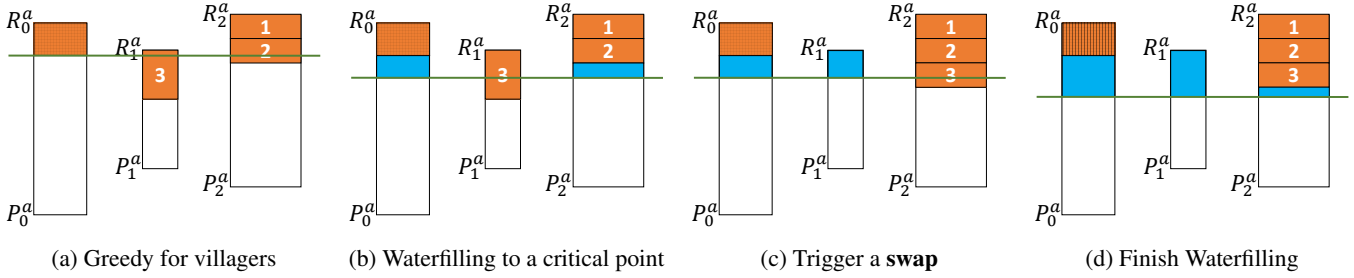 R_0^a
P_0^a
R_1^a
3
P_1^a
R_2^a
1
2
P_2^a
(a) Greedy for villagers
R_0^a
P_0^a
R_1^a
3
P_1^a
R_2^a
1
2
P_2^a
(b) Waterfilling to a critical point
R_0^a
P_0^a
R_1^a
P_1^a
R_2^a
1
2
3
P_2^a
(c) Trigger a swap
R_0^a
P_0^a
R_1^a
P_1^a
R_2^a
1
2
3
P_2^a
(d) Finish Waterfilling